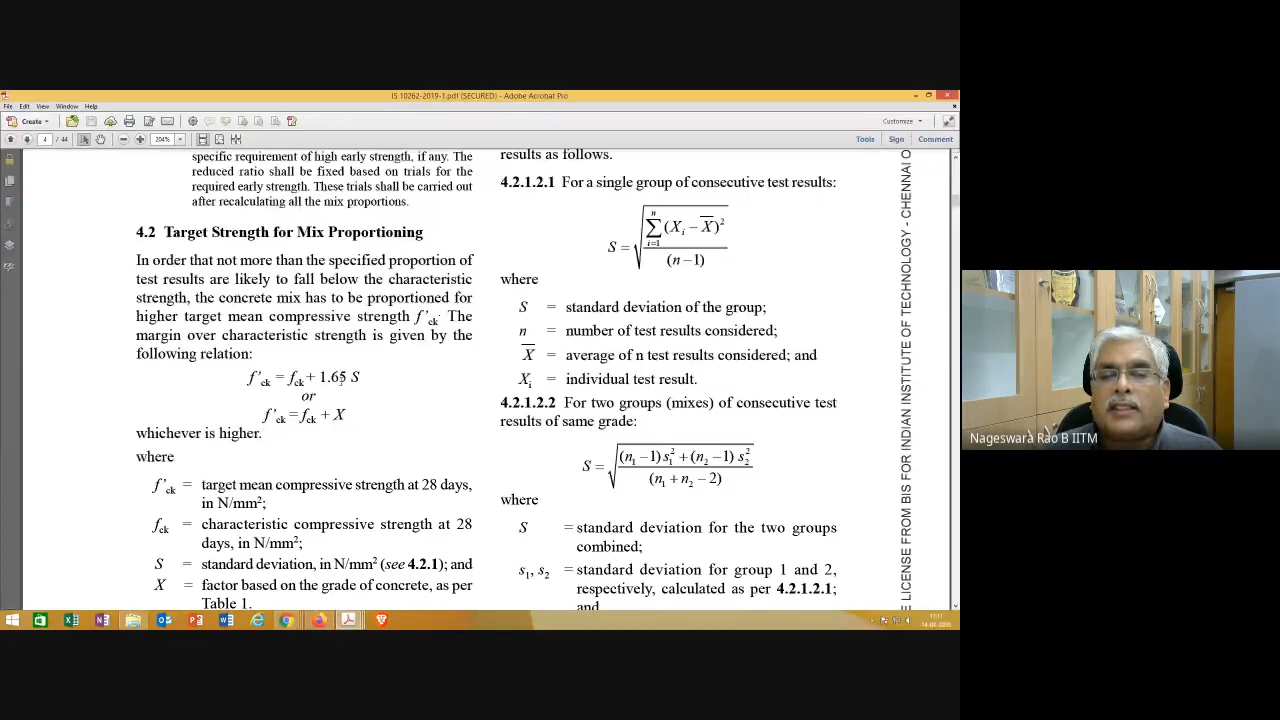 IS 10262-2019-1.pdf (SECURED) - Adobe Acrobat Pro
File Edit View Window Help
Create
Customize
4 / 44
204%
Tools Sign Comment
specific requirement of high early strength, if any. The
reduced ratio shall be fixed based on trials for the
required early strength. These trials shall be carried out
after recalculating all the mix proportions.
4.2 Target Strength for Mix Proportioning
In order that not more than the specified proportion of
test results are likely to fall below the characteristic
strength, the concrete mix has to be proportioned for
higher target mean compressive strength f'ck. The
margin over characteristic strength is given by the
following relation:
f'ck = fck + 1.65 S
or
f'ck = fck + X
whichever is higher.
where
f'ck = target mean compressive strength at 28 days,
in N/mm²;
fck = characteristic compressive strength at 28
days, in N/mm²;
S = standard deviation, in N/mm² (see 4.2.1); and
X = factor based on the grade of concrete, as per
Table 1.
results as follows.
4.2.1.2.1 For a single group of consecutive test results:
S = √(∑ⁿᵢ₌₁ (Xᵢ − X̅)² / (n − 1))
where
S = standard deviation of the group;
n = number of test results considered;
X̅ = average of n test results considered; and
Xᵢ = individual test result.
4.2.1.2.2 For two groups (mixes) of consecutive test
results of same grade:
S = √((n₁ − 1) s₁² + (n₂ − 1) s₂² / (n₁ + n₂ − 2))
where
S = standard deviation for the two groups
combined;
s₁, s₂ = standard deviation for group 1 and 2,
respectively, calculated as per 4.2.1.2.1;
and
E LICENSE FROM BIS FOR INDIAN INSTITUTE OF TECHNOLOGY - CHENNAI O
Nageswara Rao B IITM